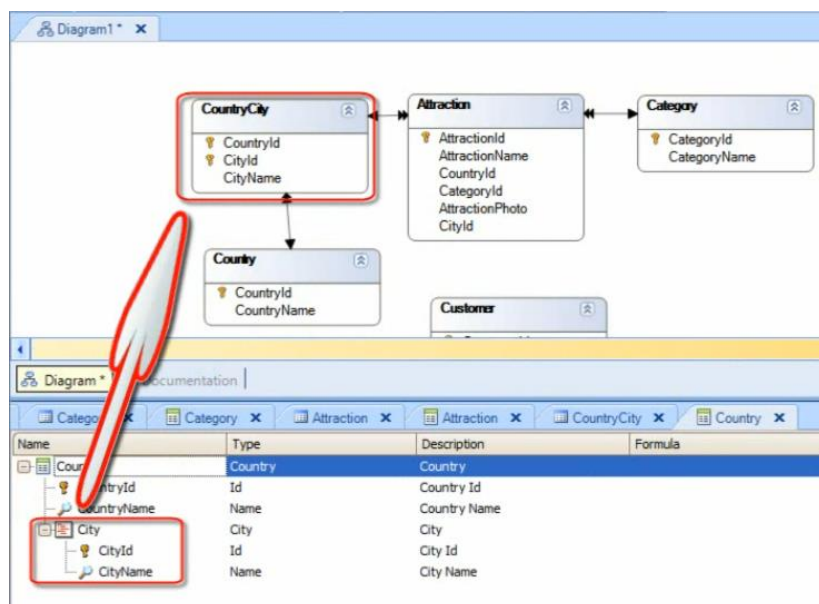 Diagram1 *
CountryCity
CountryId
CityId
CityName
Attraction
AttractionId
AttractionName
CountryId
CategoryId
AttractionPhoto
CityId
Category
CategoryId
CategoryName
Country
CountryId
CountryName
Customer
Diagram *
Category
Attraction
Attraction
CountryCity
Country
Name Type Description Formula
Country Country
Id Country Id
CountryName Name Country Name
City City City
CityId Id City Id
CityName Name City Name